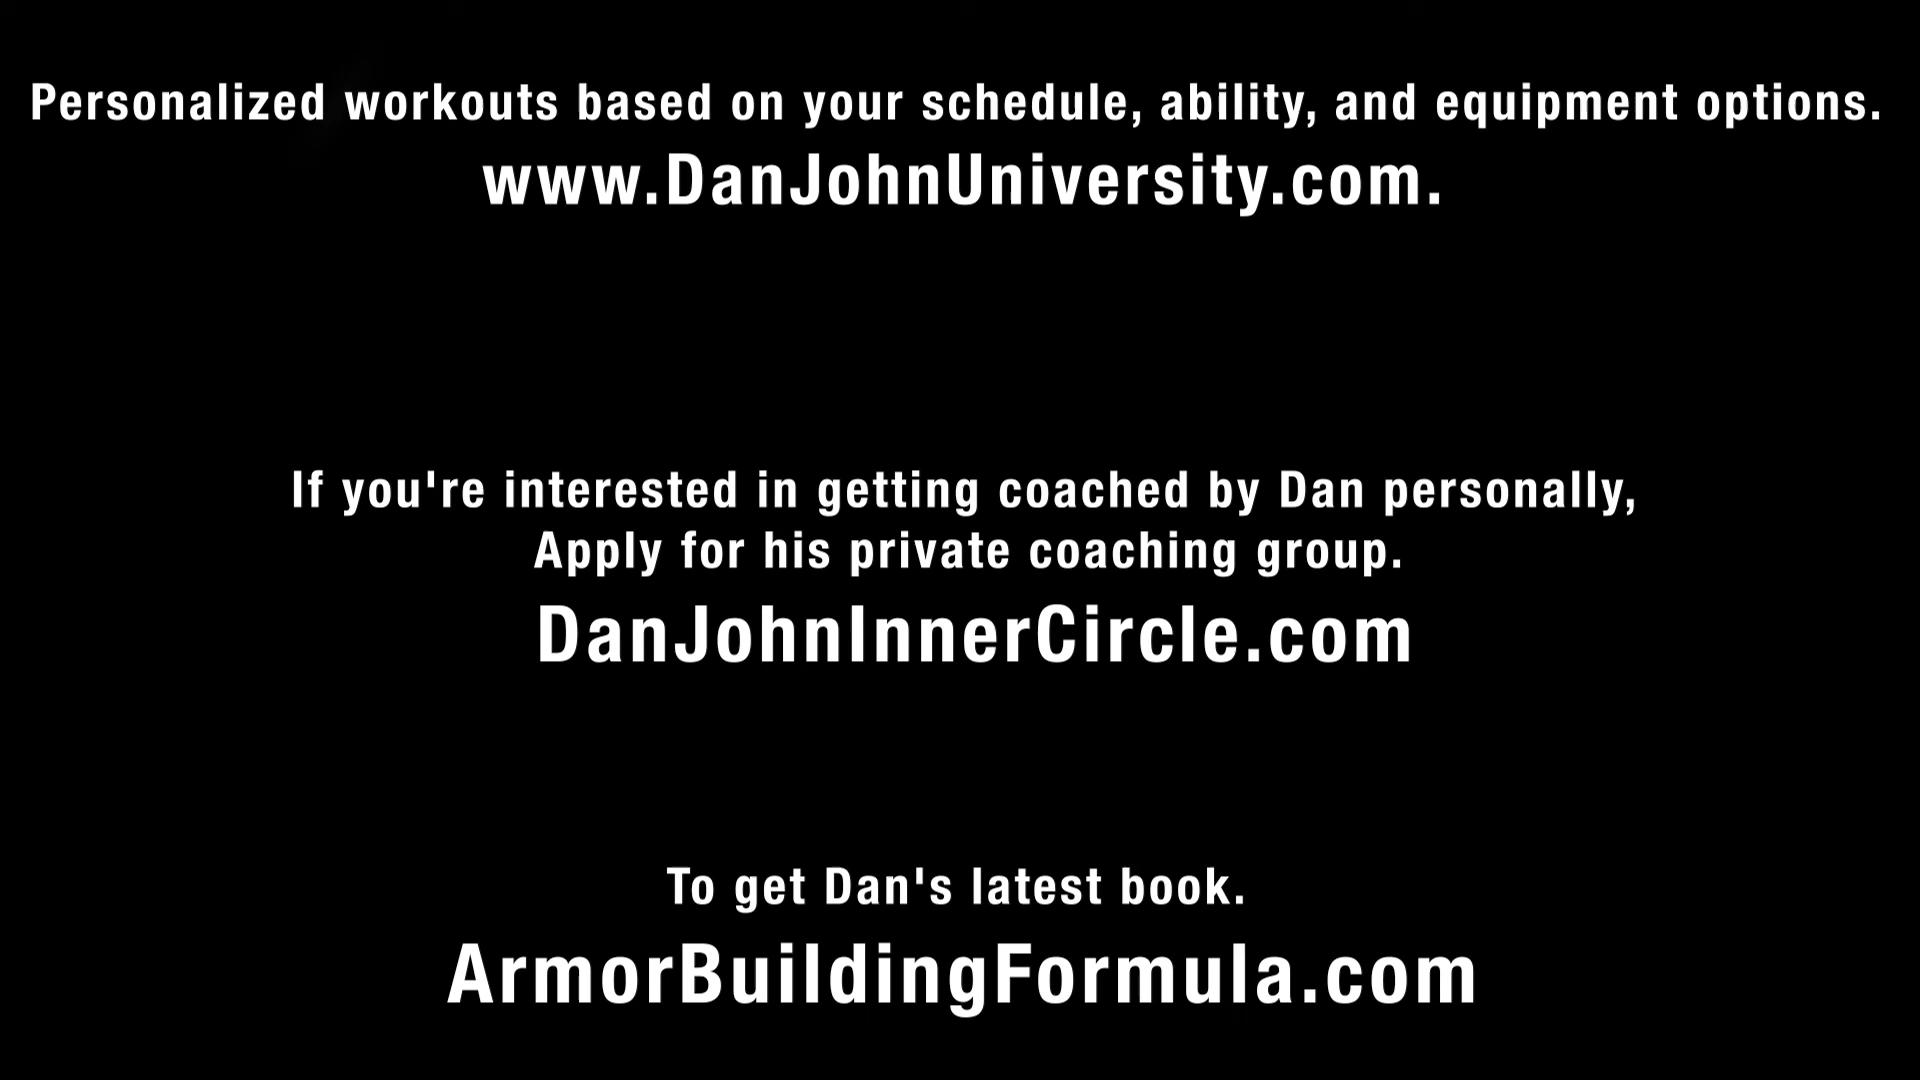 Personalized workouts based on your schedule, ability, and equipment options.
www.DanJohnUniversity.com.
If you're interested in getting coached by Dan personally,
Apply for his private coaching group.
DanJohnInnerCircle.com
To get Dan's latest book.
ArmorBuildingFormula.com